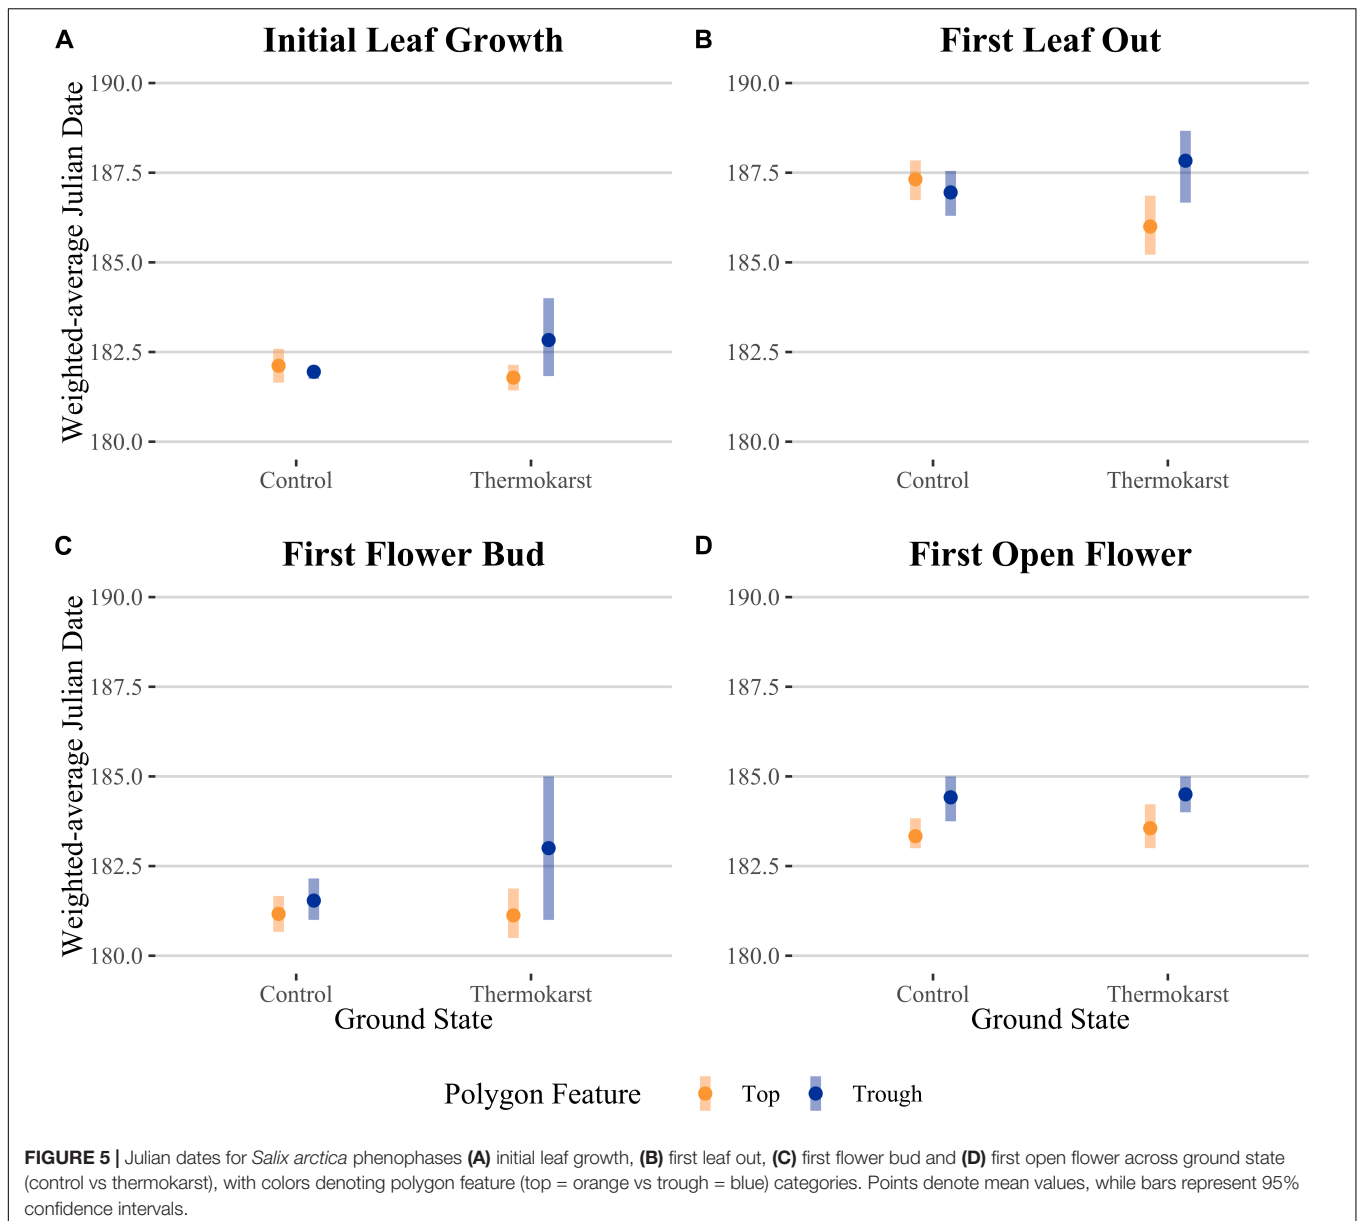 A
Initial Leaf Growth
Weighted-average Julian Date
190.0
187.5
185.0
182.5
180.0
Control
Thermokarst
B
First Leaf Out
190.0
187.5
185.0
182.5
180.0
Control
Thermokarst
C
First Flower Bud
Weighted-average Julian Date
190.0
187.5
185.0
182.5
180.0
Control
Thermokarst
Ground State
D
First Open Flower
190.0
187.5
185.0
182.5
180.0
Control
Thermokarst
Ground State
Polygon Feature
Top
Trough
FIGURE 5 | Julian dates for Salix arctica phenophases (A) initial leaf growth, (B) first leaf out, (C) first flower bud and (D) first open flower across ground state
(control vs thermokarst), with colors denoting polygon feature (top = orange vs trough = blue) categories. Points denote mean values, while bars represent 95%
confidence intervals.